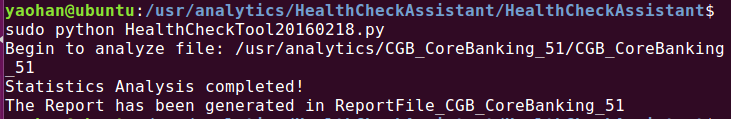 yaohan@ubuntu:/usr/analytics/HealthCheckAssistant/HealthCheckAssistant$
sudo python HealthCheckTool20160218.py
Begin to analyze file: /usr/analytics/CGB_CoreBanking_51/CGB_CoreBanking
_51
Statistics Analysis completed!
The Report has been generated in ReportFile_CGB_CoreBanking_51